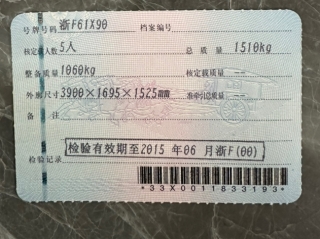 号牌号码 浙F61X90 档案编号
核定载人数 5人 总质量 1510kg
整备质量 1060kg 核定载质量 --
外廓尺寸 3900×1695×1525mm 准牵引总质量 --
备注
检验记录 检验有效期至2015 年06 月浙F(00)
*33X0011833193*